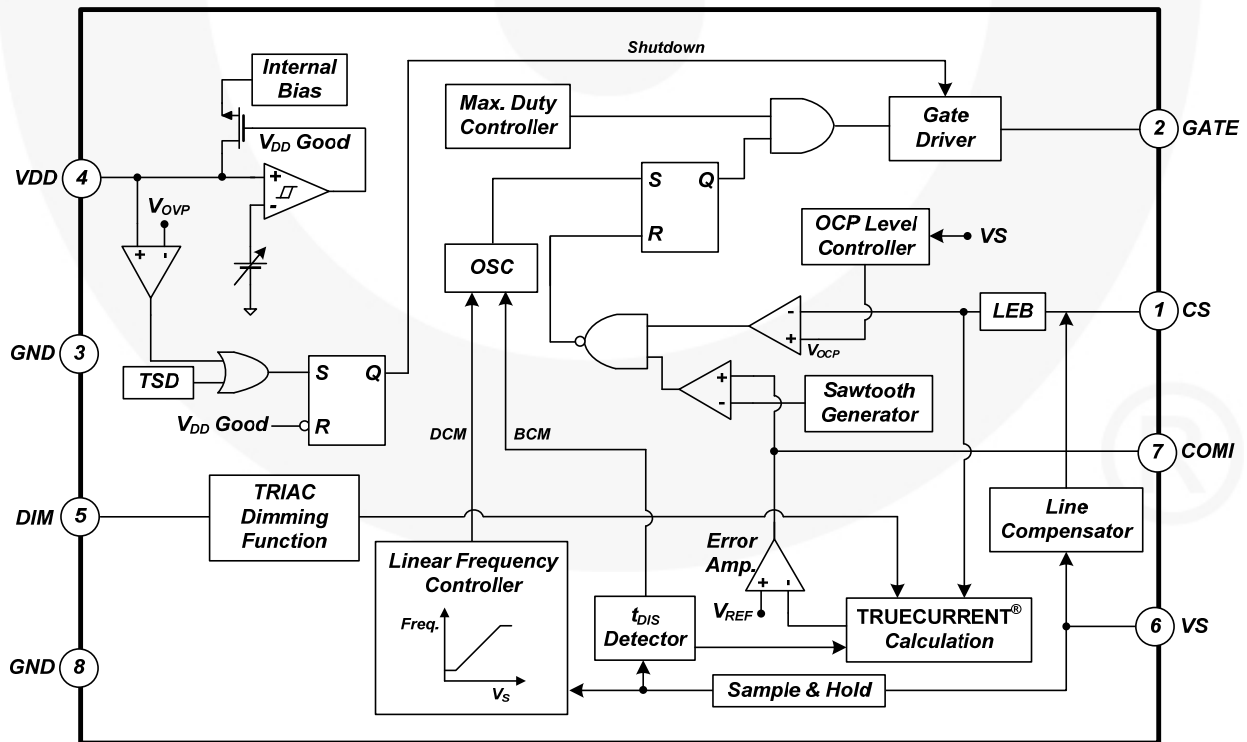 Shutdown
Internal
Bias
Max. Duty
Controller
Gate
Driver
2 GATE
VDD 4
VDD Good
+
-
VOVP
+ -
S Q
R
OCP Level
Controller
VS
OSC
LEB
1 CS
-
+
VOCP
GND 3
TSD
S Q
VDD Good
R
+
-
Sawtooth
Generator
DCM
BCM
7 COMI
DIM 5
TRIAC
Dimming
Function
Line
Compensator
Error
Amp.
+ -
VREF
Linear Frequency
Controller
Freq.
VS
tDIS
Detector
TRUECURRENT®
Calculation
6 VS
GND 8
Sample & Hold
®